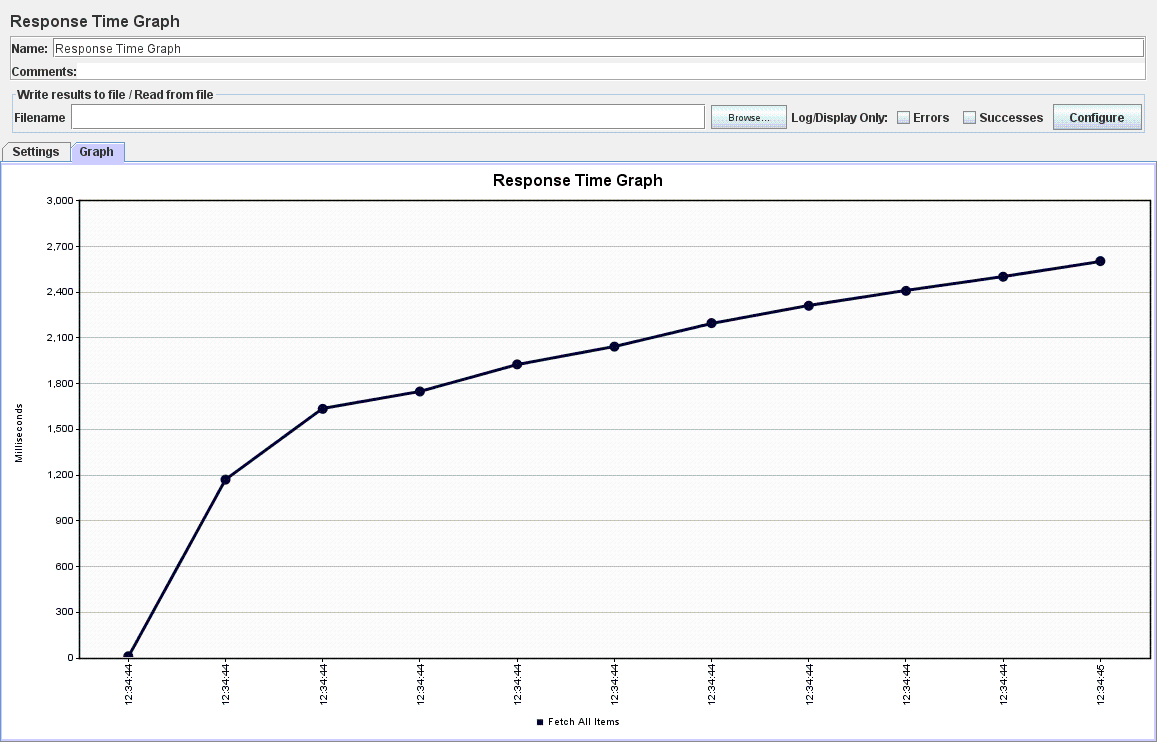 Response Time Graph
Name: Response Time Graph
Comments:
Write results to file / Read from file
Filename Browse... Log/Display Only: Errors Successes Configure
Settings Graph
Response Time Graph
3,000
2,700
2,400
2,100
1,800
1,500
1,200
900
600
300
0
Milliseconds
12:34:44
12:34:44
12:34:44
12:34:44
12:34:44
12:34:44
12:34:44
12:34:44
12:34:44
12:34:44
12:34:45
Fetch All Items